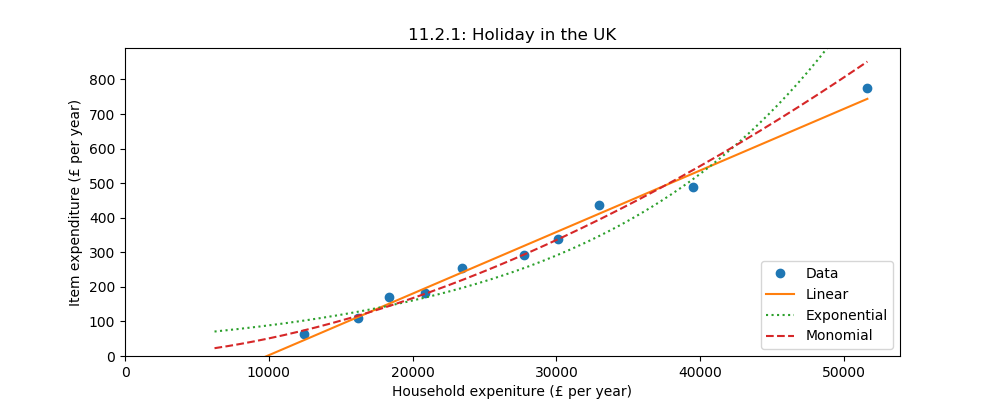 11.2.1: Holiday in the UK
Item expenditure (£ per year)
800
700
600
500
400
300
200
100
0
0 10000 20000 30000 40000 50000
Household expeniture (£ per year)
Data
Linear
Exponential
Monomial